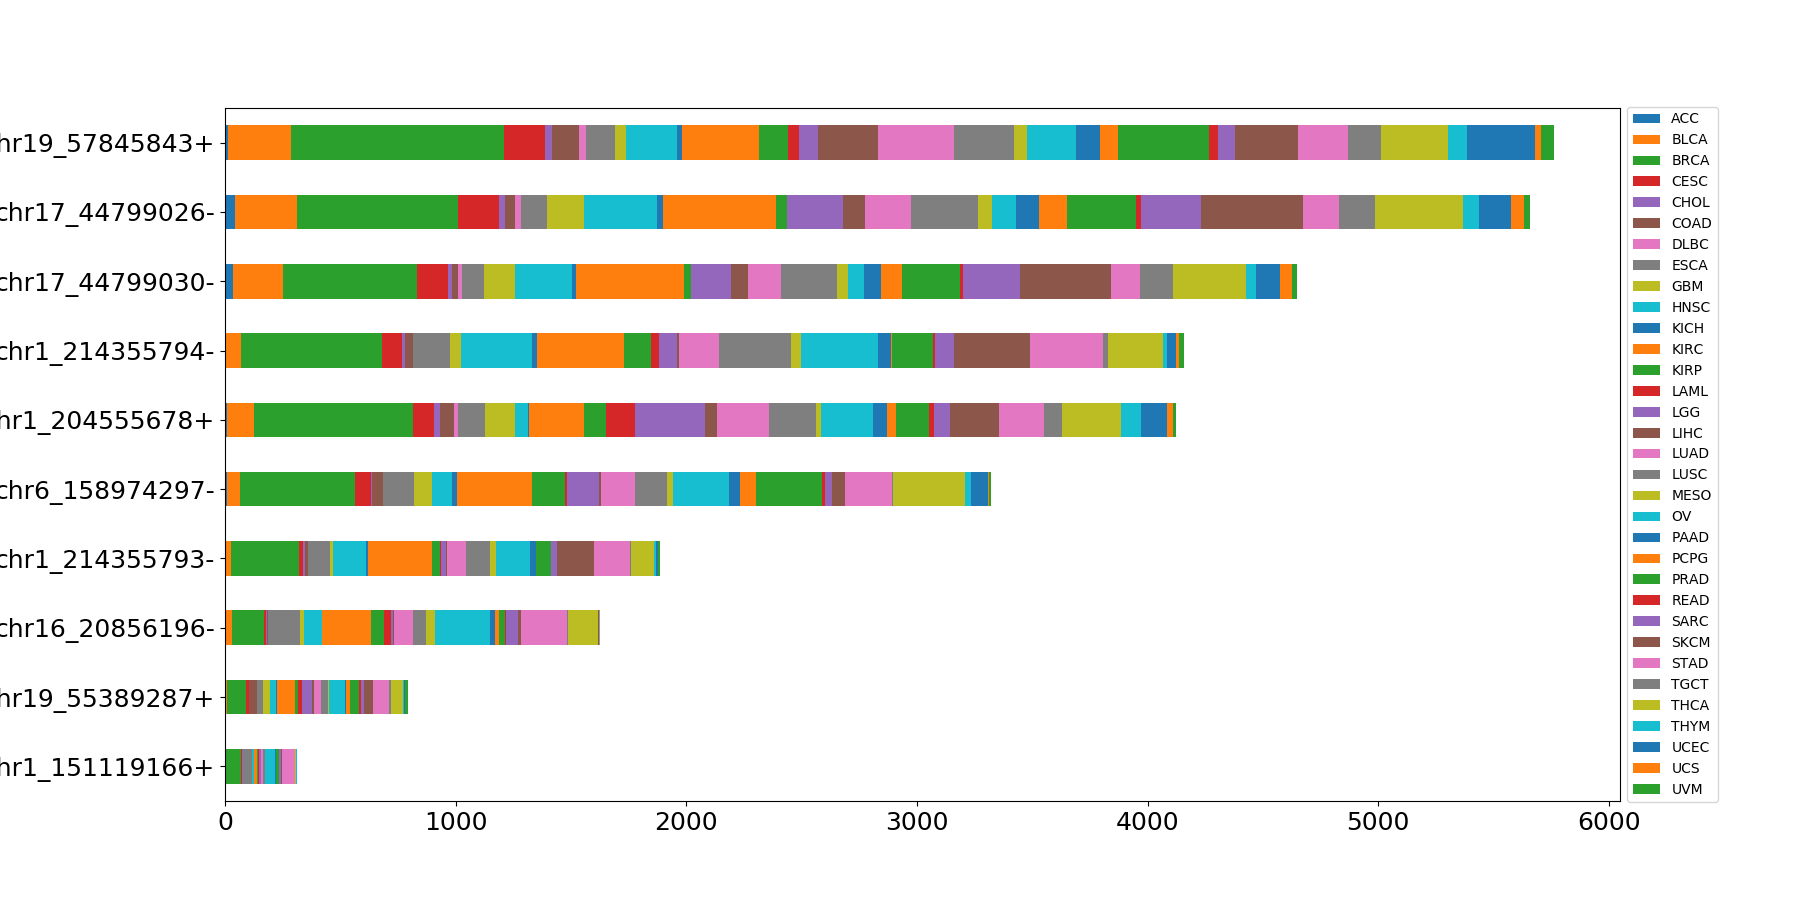 hr19_57845843+
chr17_44799026-
chr17_44799030-
chr1_214355794-
hr1_204555678+
chr6_158974297-
chr1_214355793-
chr16_20856196-
hr19_55389287+
hr1_151119166+
0 1000 2000 3000 4000 5000 6000
ACC
BLCA
BRCA
CESC
CHOL
COAD
DLBC
ESCA
GBM
HNSC
KICH
KIRC
KIRP
LAML
LGG
LIHC
LUAD
LUSC
MESO
OV
PAAD
PCPG
PRAD
READ
SARC
SKCM
STAD
TGCT
THCA
THYM
UCEC
UCS
UVM